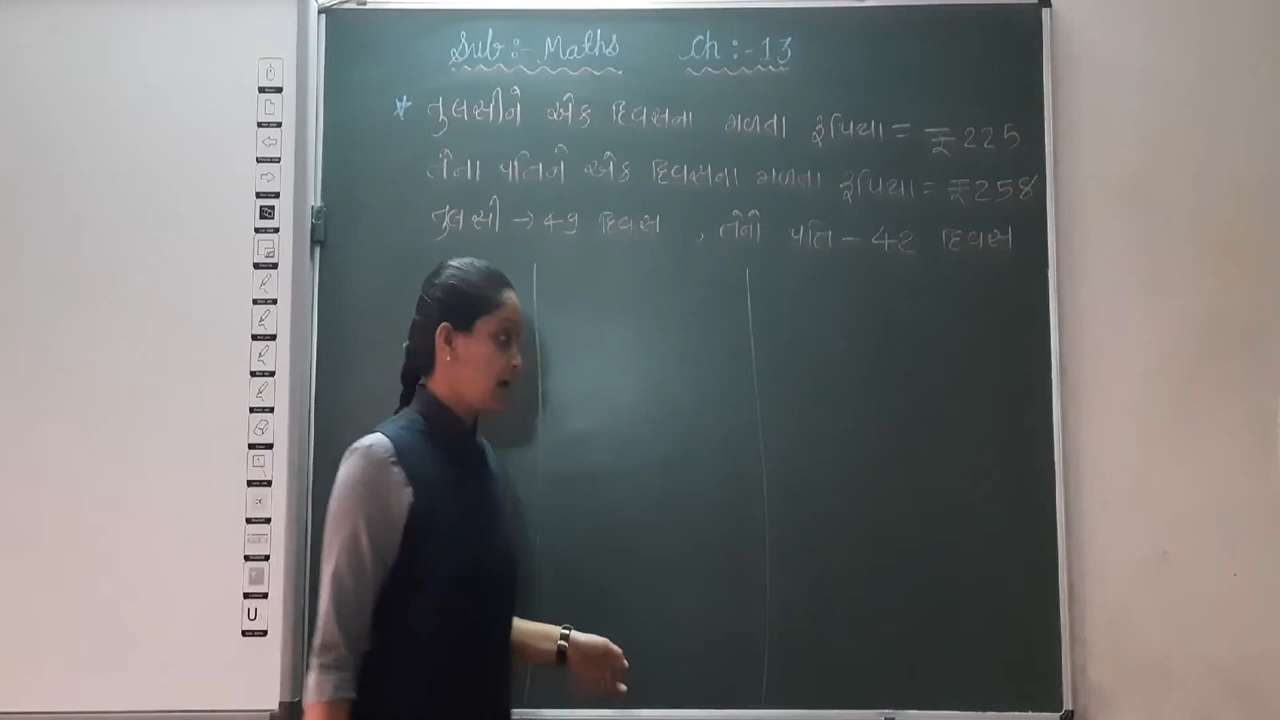 Sub :- Maths Ch :- 13
તુલસીને એક દિવસના મળતા રૂપિયા = ₹ 225
તેના પતિને એક દિવસના મળતા રૂપિયા = ₹ 258
તુલસી → 49 દિવસ , તેનો પતિ - 42 દિવસ